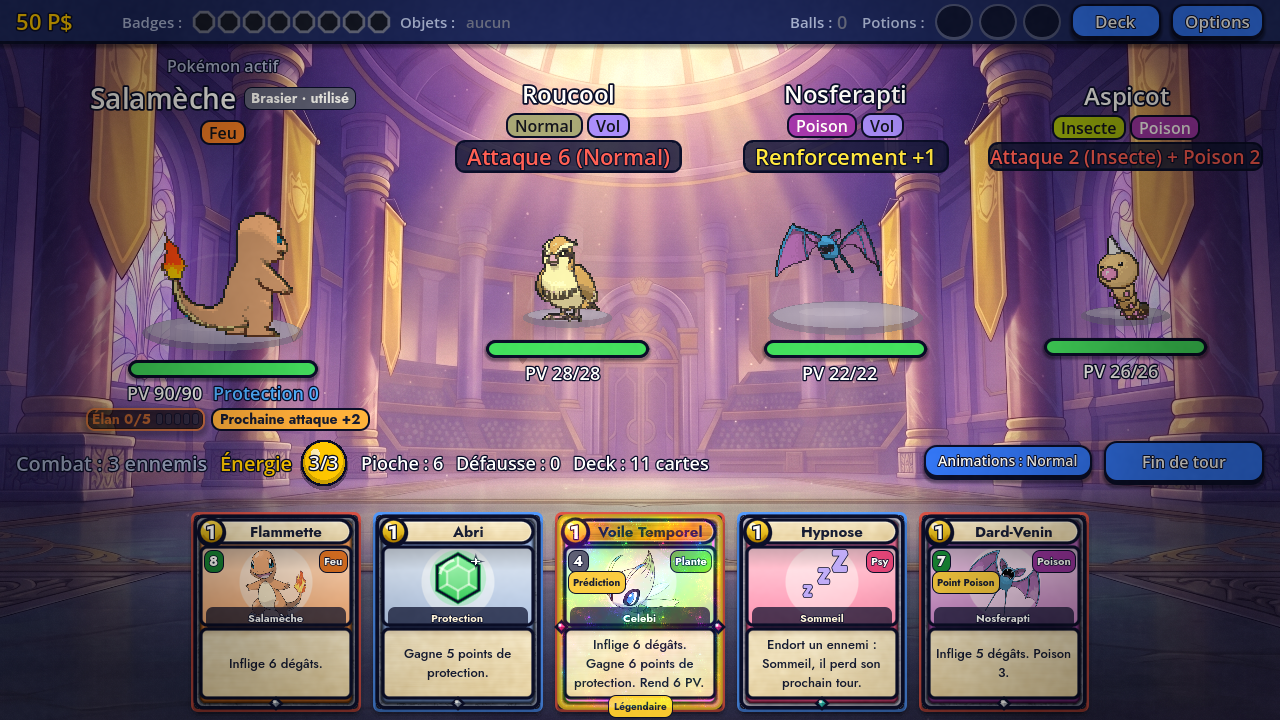 50 P$
Badges :
Objets : aucun
Balls : 0
Potions :
Deck
Options
Pokémon actif
Salamèche
Brasier · utilisé
Feu
Roucool
Normal
Vol
Attaque 6 (Normal)
Nosferapti
Poison
Vol
Renforcement +1
Aspicot
Insecte
Poison
Attaque 2 (Insecte) + Poison 2
PV 90/90
Protection 0
Élan 0/5
Prochaine attaque +2
PV 28/28
PV 22/22
PV 26/26
Combat : 3 ennemis
Énergie
3/3
Pioche : 6
Défausse : 0
Deck : 11 cartes
Animations : Normal
Fin de tour
1
Flammette
8
Feu
Salamèche
Inflige 6 dégâts.
1
Abri
Protection
Gagne 5 points de
protection.
1
Voile Temporel
4
Plante
Prédiction
Celebi
Inflige 6 dégâts.
Gagne 6 points de
protection. Rend 6 PV.
Légendaire
1
Hypnose
Psy
Z
Z
Z
Sommeil
Endort un ennemi :
Sommeil, il perd son
prochain tour.
1
Dard-Venin
7
Poison
Point Poison
Nosferapti
Inflige 5 dégâts. Poison
3.